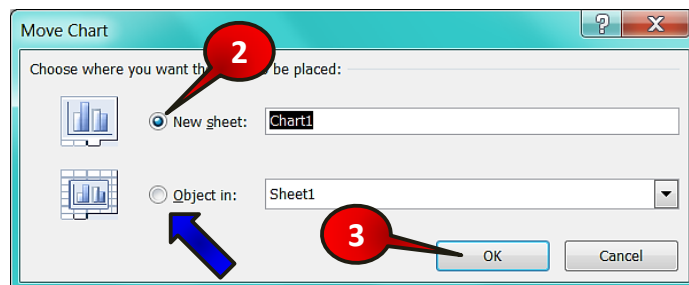 Move Chart
? X
2
Choose where you want th be placed:
New sheet: Chart1
Object in: Sheet1
3
OK Cancel